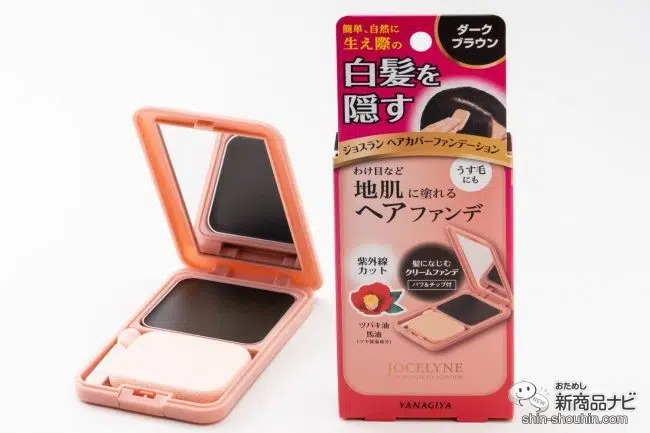 簡単、自然に
生え際の
白髪を
隠す
ダーク
ブラウン
ジョスラン ヘアカバーファンデーション
わけ目など
地肌に塗れる
ヘアファンデ
うす毛
にも
紫外線
カット
髪になじむ
クリームファンデ
パフ&チップ付
ツバキ油
馬油
JOCELYNE
YANAGIYA
おためし
新商品ナビ
shin-shouhin.com